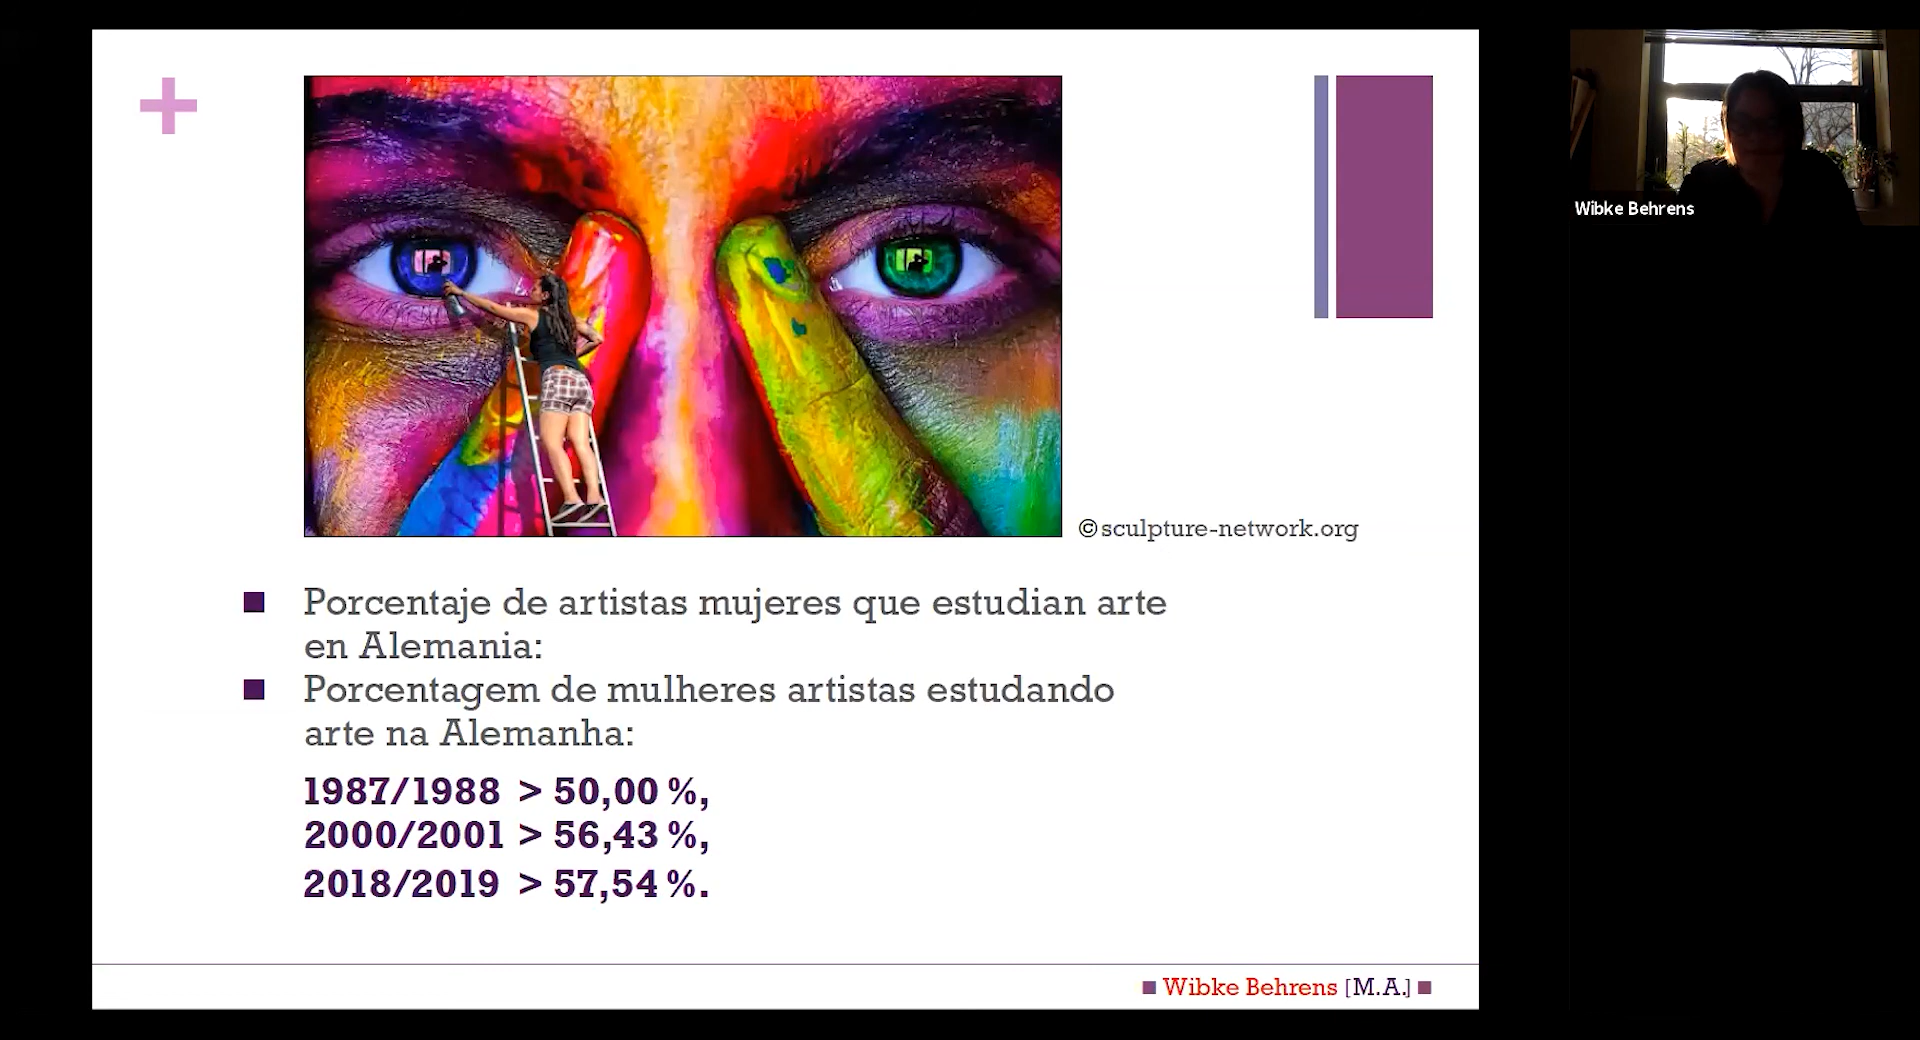 © sculpture-network.org
Porcentaje de artistas mujeres que estudian arte
en Alemania:
Porcentagem de mulheres artistas estudando
arte na Alemanha:
1987/1988 > 50,00 %,
2000/2001 > 56,43 %,
2018/2019 > 57,54 %.
Wibke Behrens [M.A.]
Wibke Behrens